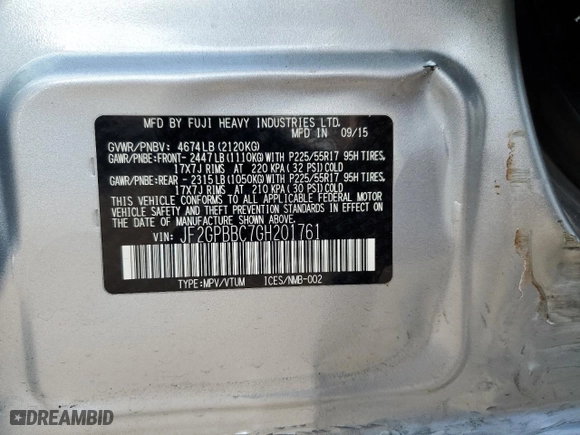 MFD BY FUJI HEAVY INDUSTRIES LTD.
MFD IN 09/15
GVWR/PNBV: 4674LB(2120KG)
GAWR/PNBE:FRONT- 2447LB(1110KG) WITH P225/55R17 95H TIRES,
17X7J RIMS AT 220 KPA(32 PSI)COLD
GAWR/PNBE:REAR - 2315LB(1050KG) WITH P225/55R17 95H TIRES,
17X7J RIMS AT 210 KPA(30 PSI)COLD
THIS VEHICLE CONFORMS TO ALL APPLICABLE FEDERAL MOTOR
VEHICLE SAFETY AND BUMPER STANDARDS IN EFFECT ON THE
DATE OF MANUFACTURE SHOWN ABOVE.
VIN: JF2GPBBC7GH201761
TYPE:MPV/VTUM ICES/NMB-002
DREAMBID